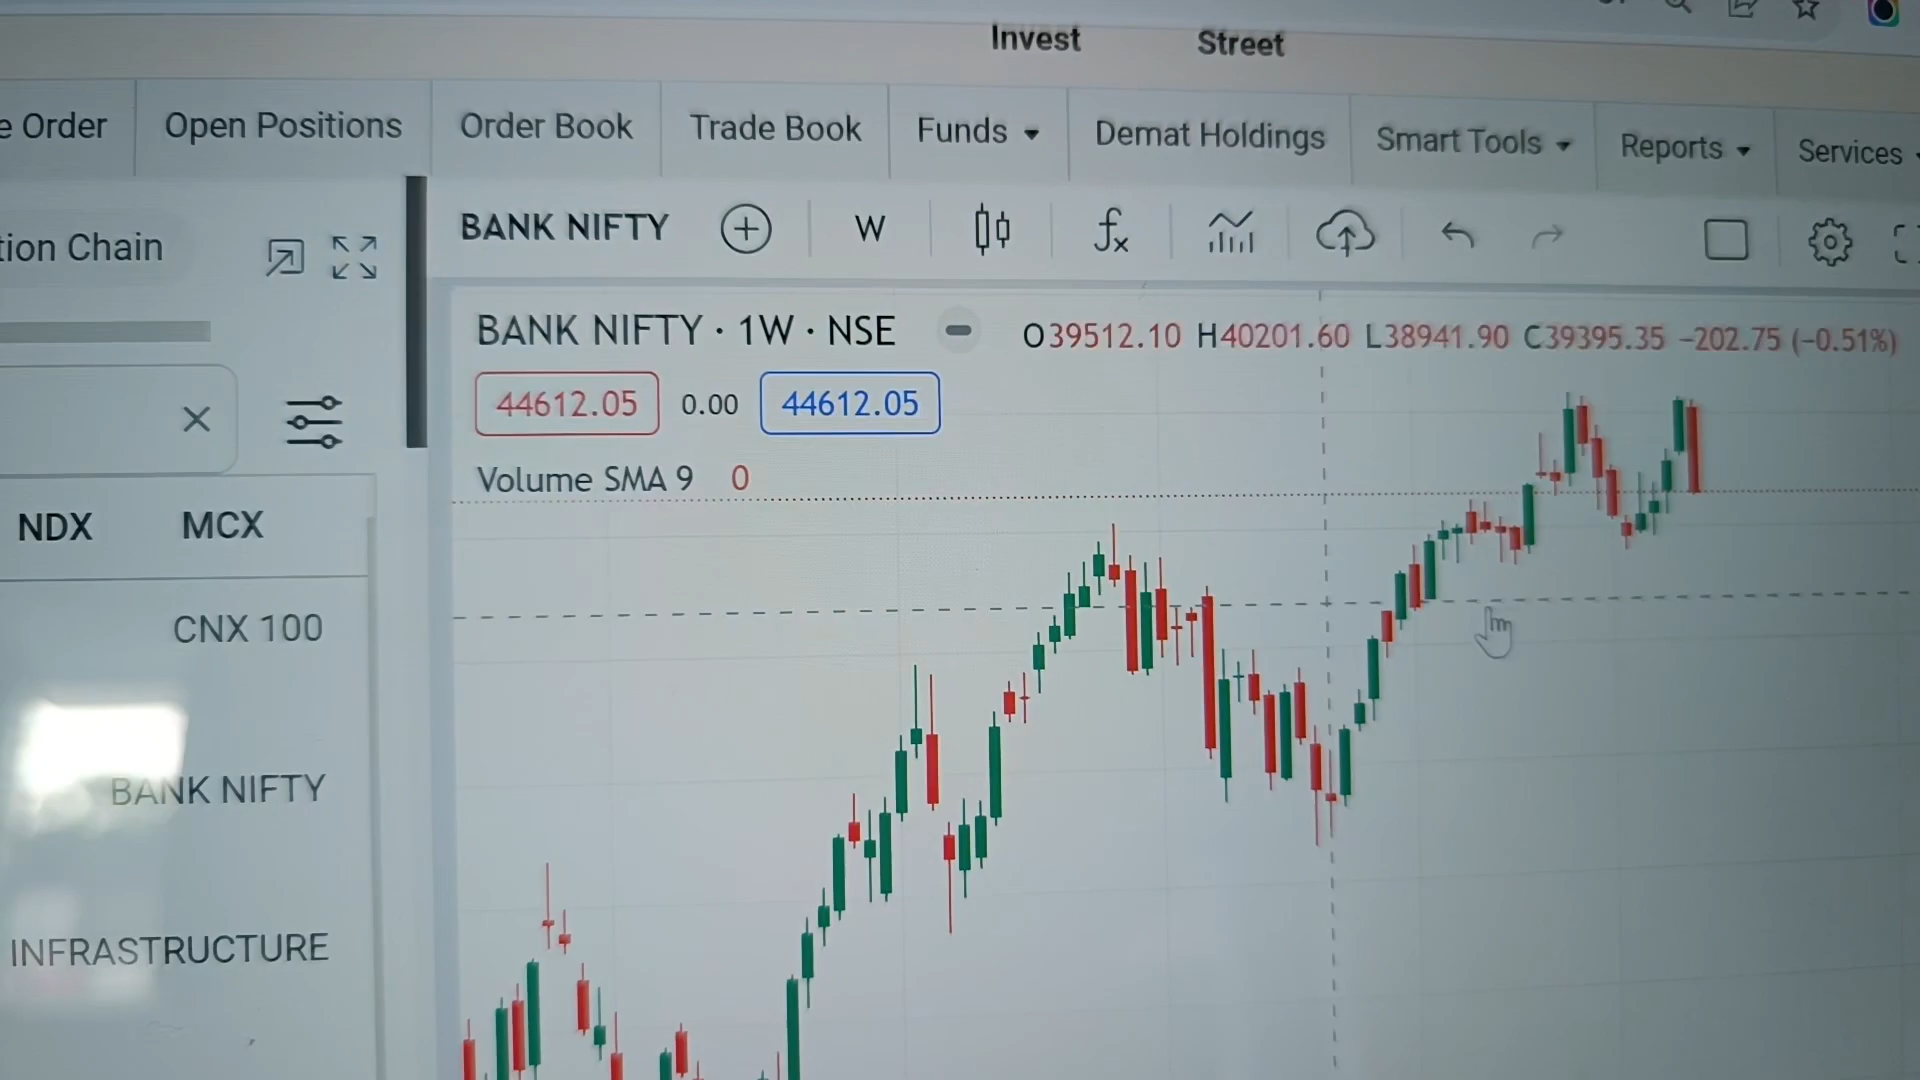 Invest Street
e Order Open Positions Order Book Trade Book Funds Demat Holdings Smart Tools Reports Services
tion Chain
BANK NIFTY W fx
BANK NIFTY · 1W · NSE O39512.10 H40201.60 L38941.90 C39395.35 −202.75 (−0.51%)
44612.05 0.00 44612.05
Volume SMA 9 0
NDX MCX
CNX 100
BANK NIFTY
INFRASTRUCTURE